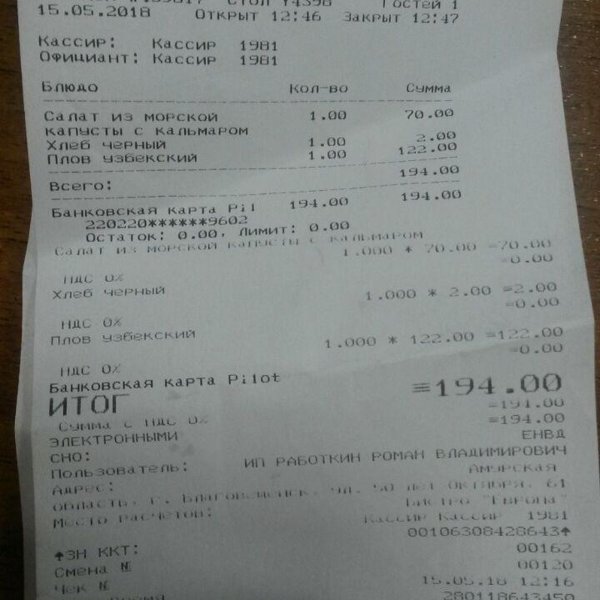 Стол Гостей 1
15.05.2018 Открыт 12:46 Закрыт 12:47
Кассир: Кассир 1981
Официант: Кассир 1981
Блюдо Кол-во Сумма
Салат из морской 1.00 70.00
капусты с кальмаром
Хлеб черный 1.00 2.00
Плов узбекский 1.00 122.00
194.00
Всего:
Банковская карта Pil 194.00 194.00
220220******9602
Остаток: 0.00, Лимит: 0.00
Салат из морской капусты с кальмаром
1.000 * 70.00 =70.00
=0.00
НДС 0%
Хлеб черный
1.000 * 2.00 =2.00
=0.00
НДС 0%
Плов узбекский
1.000 * 122.00 =122.00
=0.00
НДС 0%
Банковская карта Pilot
ИТОГ ≡194.00
=194.00
Сумма с НДС 0% =194.00
ЭЛЕКТРОННЫМИ
СНО: ЕНВД
Пользователь: ИП РАБОТКИН РОМАН ВЛАДИМИРОВИЧ
Адрес: Амурская
область, г. Благовещенск, ул. 50 лет Октября, 61
Место расчетов: Бистро "Европа"
Кассир Кассир 1981
00106308428643↑
↑ЗН ККТ: 00162
Смена № 00120
Чек № 15.05.18 12:16
Время 280118643450